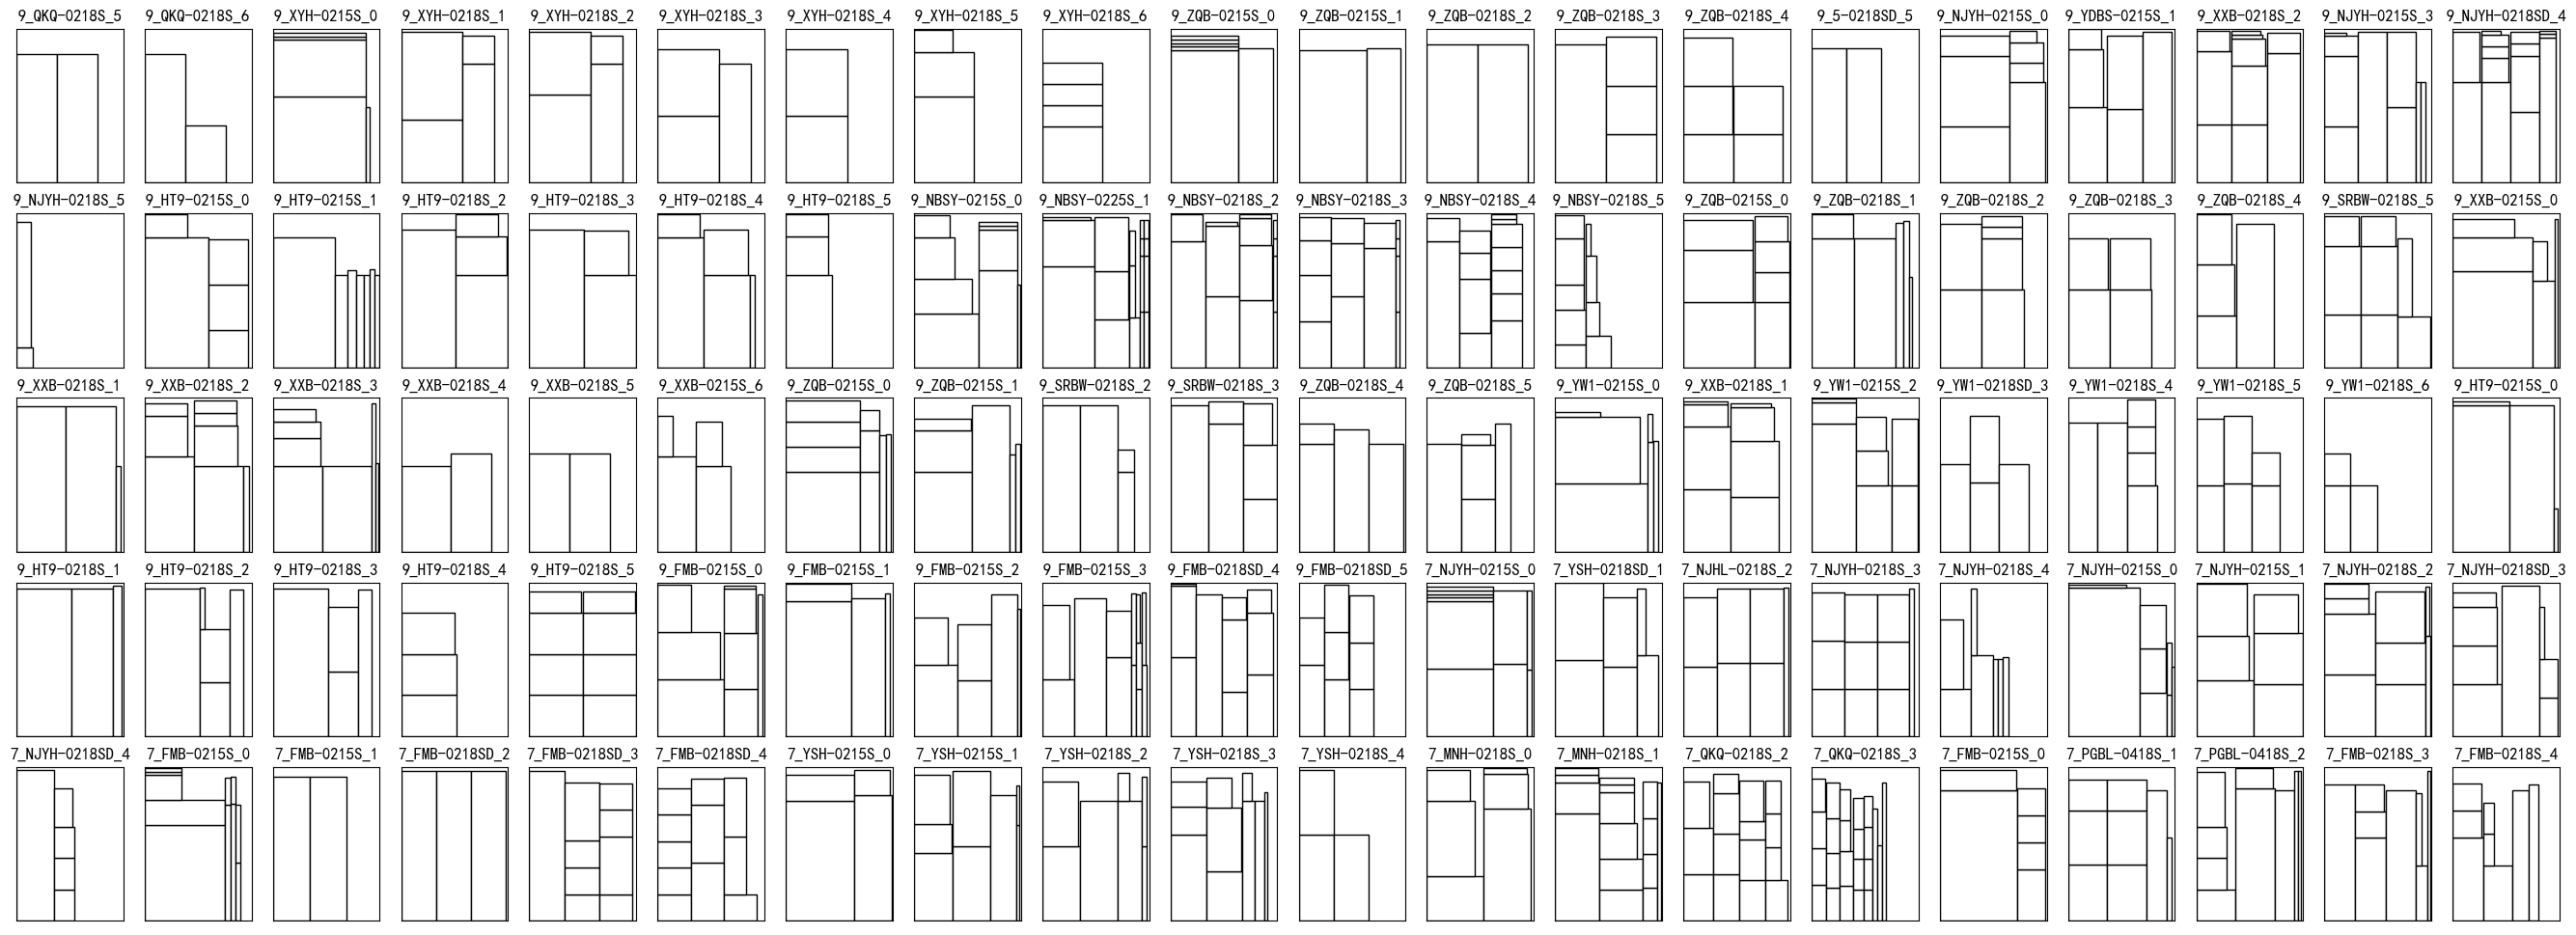 9_QKQ-0218S_5 9_QKQ-0218S_6 9_XYH-0215S_0 9_XYH-0218S_1 9_XYH-0218S_2 9_XYH-0218S_3 9_XYH-0218S_4 9_XYH-0218S_5 9_XYH-0218S_6 9_ZQB-0215S_0 9_ZQB-0215S_1 9_ZQB-0218S_2 9_ZQB-0218S_3 9_ZQB-0218S_4 9_5-0218SD_5 9_NJYH-0215S_0 9_YDBS-0215S_1 9_XXB-0218S_2 9_NJYH-0215S_3 9_NJYH-0218SD_4
9_NJYH-0218S_5 9_HT9-0215S_0 9_HT9-0215S_1 9_HT9-0218S_2 9_HT9-0218S_3 9_HT9-0218S_4 9_HT9-0218S_5 9_NBSY-0215S_0 9_NBSY-0225S_1 9_NBSY-0218S_2 9_NBSY-0218S_3 9_NBSY-0218S_4 9_NBSY-0218S_5 9_ZQB-0215S_0 9_ZQB-0218S_1 9_ZQB-0218S_2 9_ZQB-0218S_3 9_ZQB-0218S_4 9_SRBW-0218S_5 9_XXB-0215S_0
9_XXB-0218S_1 9_XXB-0218S_2 9_XXB-0218S_3 9_XXB-0218S_4 9_XXB-0218S_5 9_XXB-0215S_6 9_ZQB-0215S_0 9_ZQB-0215S_1 9_SRBW-0218S_2 9_SRBW-0218S_3 9_ZQB-0218S_4 9_ZQB-0218S_5 9_YW1-0215S_0 9_XXB-0218S_1 9_YW1-0215S_2 9_YW1-0218SD_3 9_YW1-0218S_4 9_YW1-0218S_5 9_YW1-0218S_6 9_HT9-0215S_0
9_HT9-0218S_1 9_HT9-0218S_2 9_HT9-0218S_3 9_HT9-0218S_4 9_HT9-0218S_5 9_FMB-0215S_0 9_FMB-0215S_1 9_FMB-0215S_2 9_FMB-0215S_3 9_FMB-0218SD_4 9_FMB-0218SD_5 7_NJYH-0215S_0 7_YSH-0218SD_1 7_NJHL-0218S_2 7_NJYH-0218S_3 7_NJYH-0218S_4 7_NJYH-0215S_0 7_NJYH-0215S_1 7_NJYH-0218S_2 7_NJYH-0218SD_3
7_NJYH-0218SD_4 7_FMB-0215S_0 7_FMB-0215S_1 7_FMB-0218SD_2 7_FMB-0218SD_3 7_FMB-0218SD_4 7_YSH-0215S_0 7_YSH-0215S_1 7_YSH-0218S_2 7_YSH-0218S_3 7_YSH-0218S_4 7_MNH-0218S_0 7_MNH-0218S_1 7_QKQ-0218S_2 7_QKQ-0218S_3 7_FMB-0215S_0 7_PGBL-0418S_1 7_PGBL-0418S_2 7_FMB-0218S_3 7_FMB-0218S_4